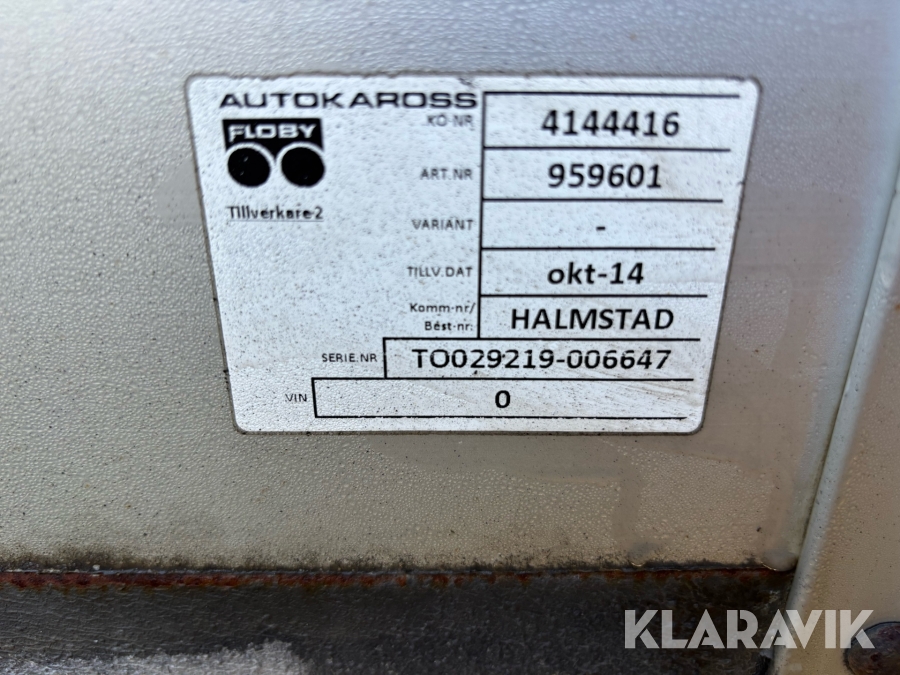 AUTOKAROSS
FLOBY
Tillverkare 2
KO-NR 4144416
ART.NR 959601
VARIANT -
TILLV.DAT okt-14
Komm-nr/
Best-nr: HALMSTAD
SERIE.NR TO029219-006647
VIN 0
KLARAVIK